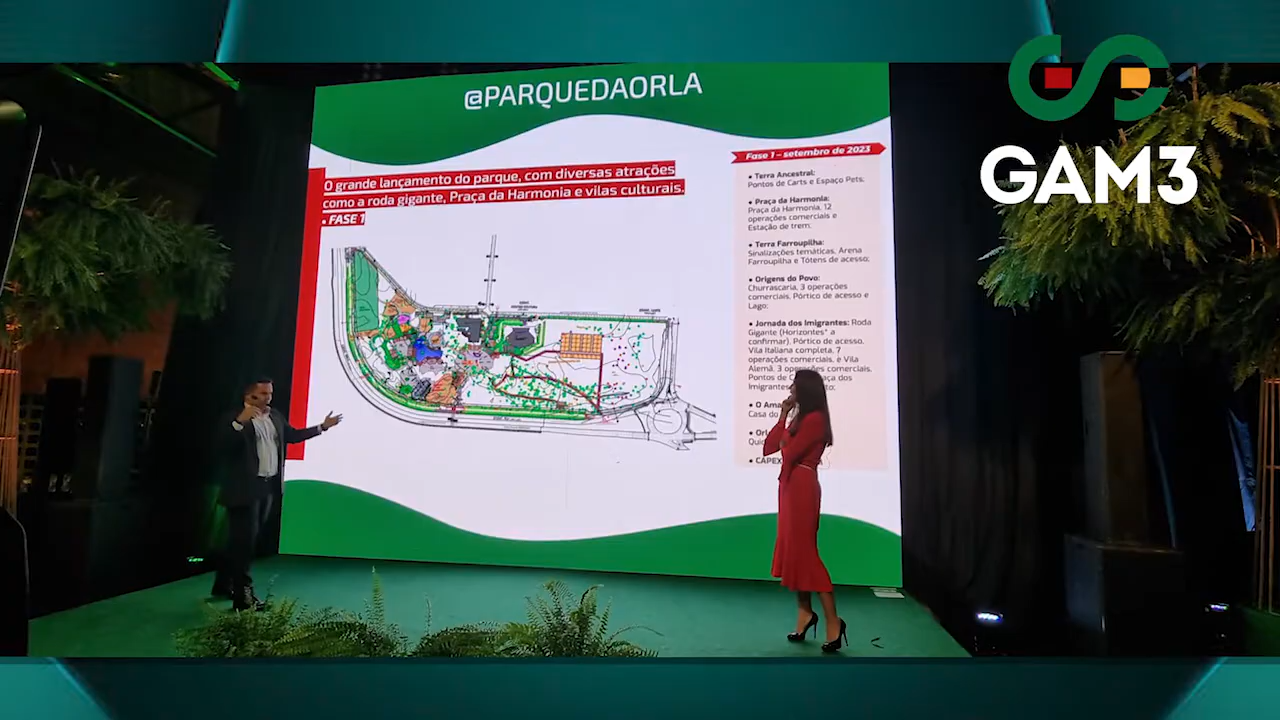 @PARQUEDAORLA
GAM3
O grande lançamento do parque, com diversas atrações
como a roda gigante, Praça da Harmonia e vilas culturais.
• FASE 1
Fase 1 - setembro de 2023
• Terra Ancestral:
Pontos de Carts e Espaço Pets.
• Praça da Harmonia:
Praça da Harmonia, 12
operações comerciais e
Estação de trem;
• Terra Farroupilha:
Sinalizações temáticas, Arena
Farroupilha e Tótens de acesso;
• Origens do Povo:
Churrascaria, 3 operações
comerciais, Pórtico de acesso e
Lago;
• Jornada dos Imigrantes: Roda
Gigante (Horizontes* a
confirmar), Pórtico de acesso,
Vila Italiana completa, 7
operações comerciais, e Vila
Alemã, 3 operações comerciais,
Pontos de
Imigrantes
• O
Casa do
• CAPEX